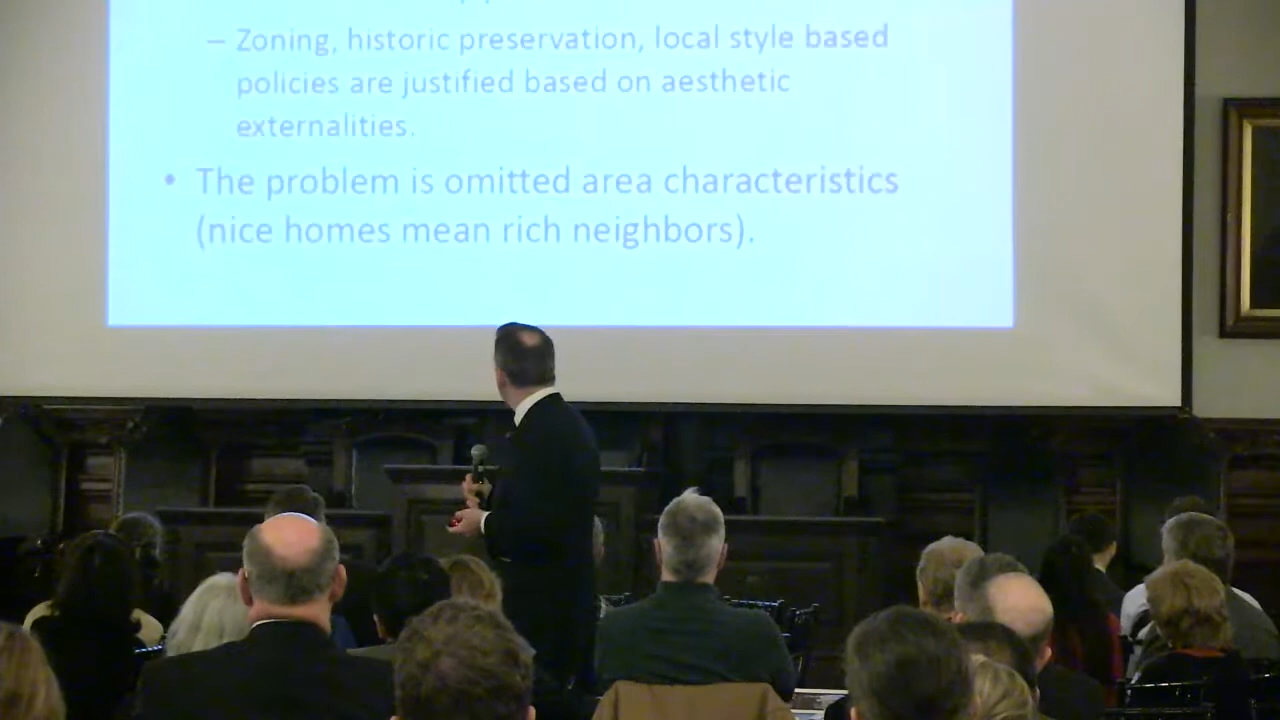 – Zoning, historic preservation, local style based
policies are justified based on aesthetic
externalities.
• The problem is omitted area characteristics
(nice homes mean rich neighbors).